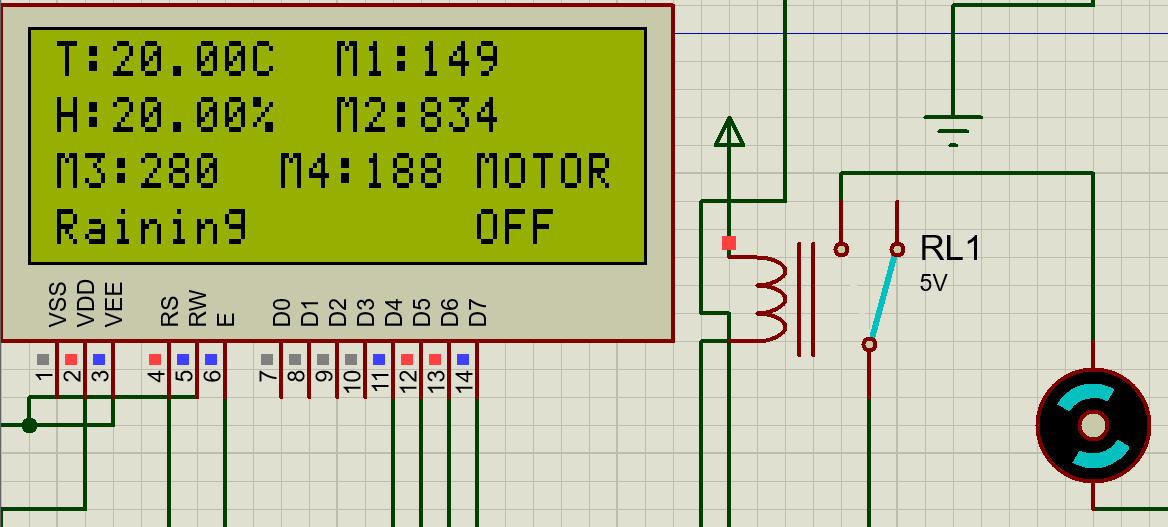 T:20.00C M1:149
H:20.00% M2:834
M3:280 M4:188 MOTOR
Raining OFF
VSS VDD VEE RS RW E D0 D1 D2 D3 D4 D5 D6 D7
1 2 3 4 5 6 7 8 9 10 11 12 13 14
RL1
5V